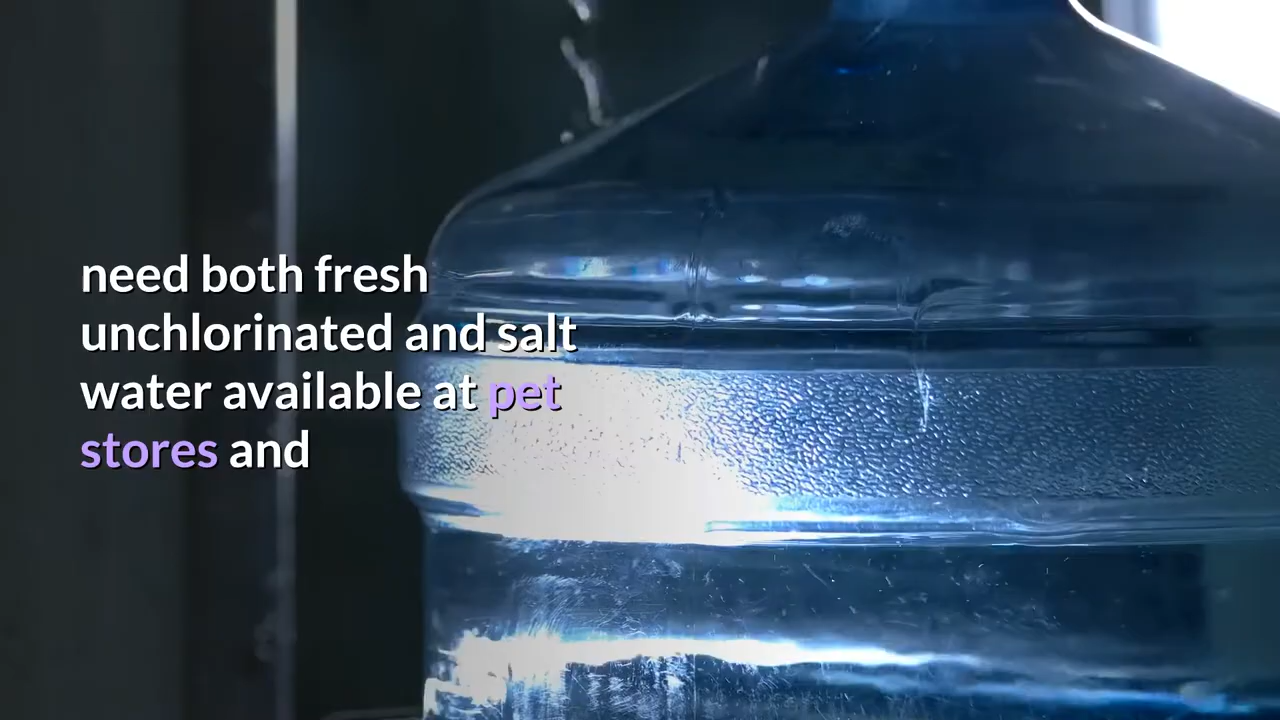 need both fresh
unchlorinated and salt
water available at pet
stores and